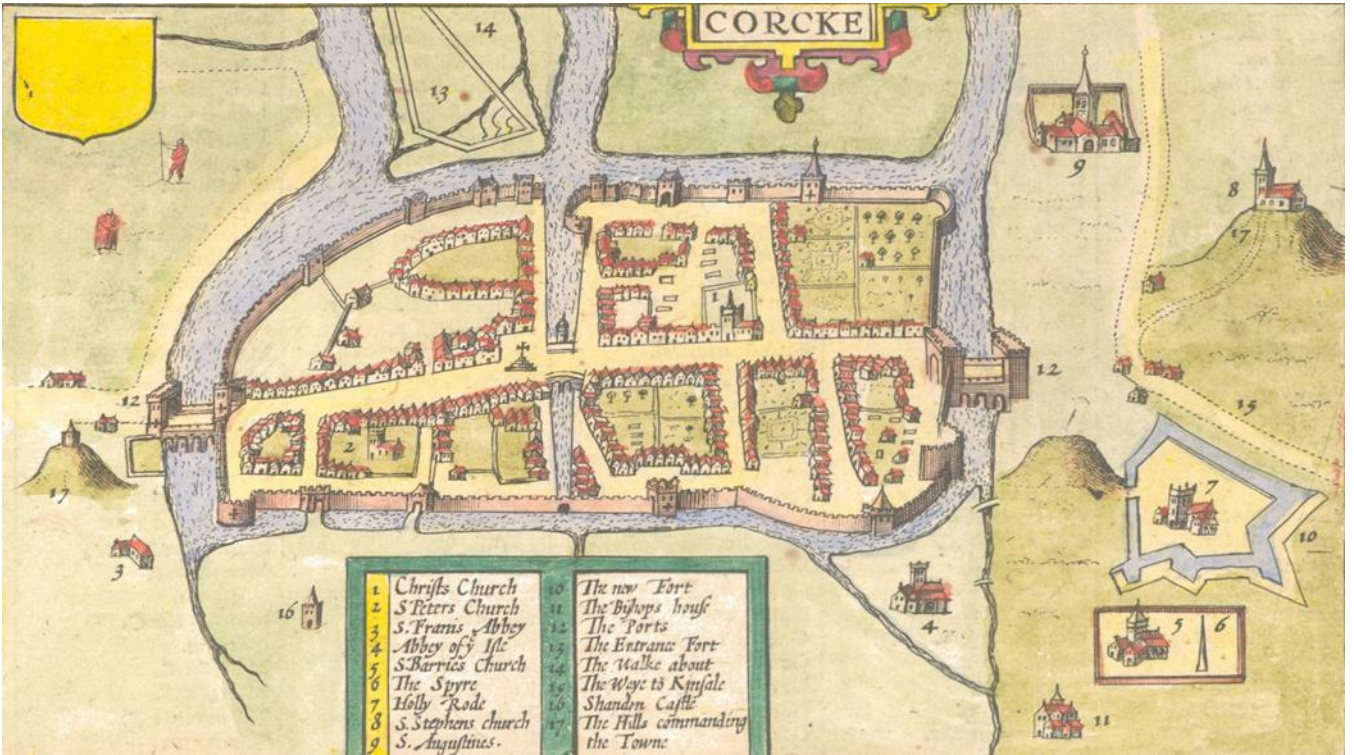 CORCKE
14
13
9
8
17
12
12
15
2
17
7
10
3
16
4
5 6
11
1 Christs Church
2 S Peters Church
3 S. Franis Abbey
4 Abbey of yͤ Isle
5 S. Barries Church
6 The Spyre
7 Holly Rode
8 S. Stephens church
9 S. Augustines.
10 The new Fort
11 The Bishops house
12 The Ports
13 The Entrance Fort
14 The Walke about
15 The Waye to Kinsale
16 Shandon Castle
17 The Hills commanding
the Towne